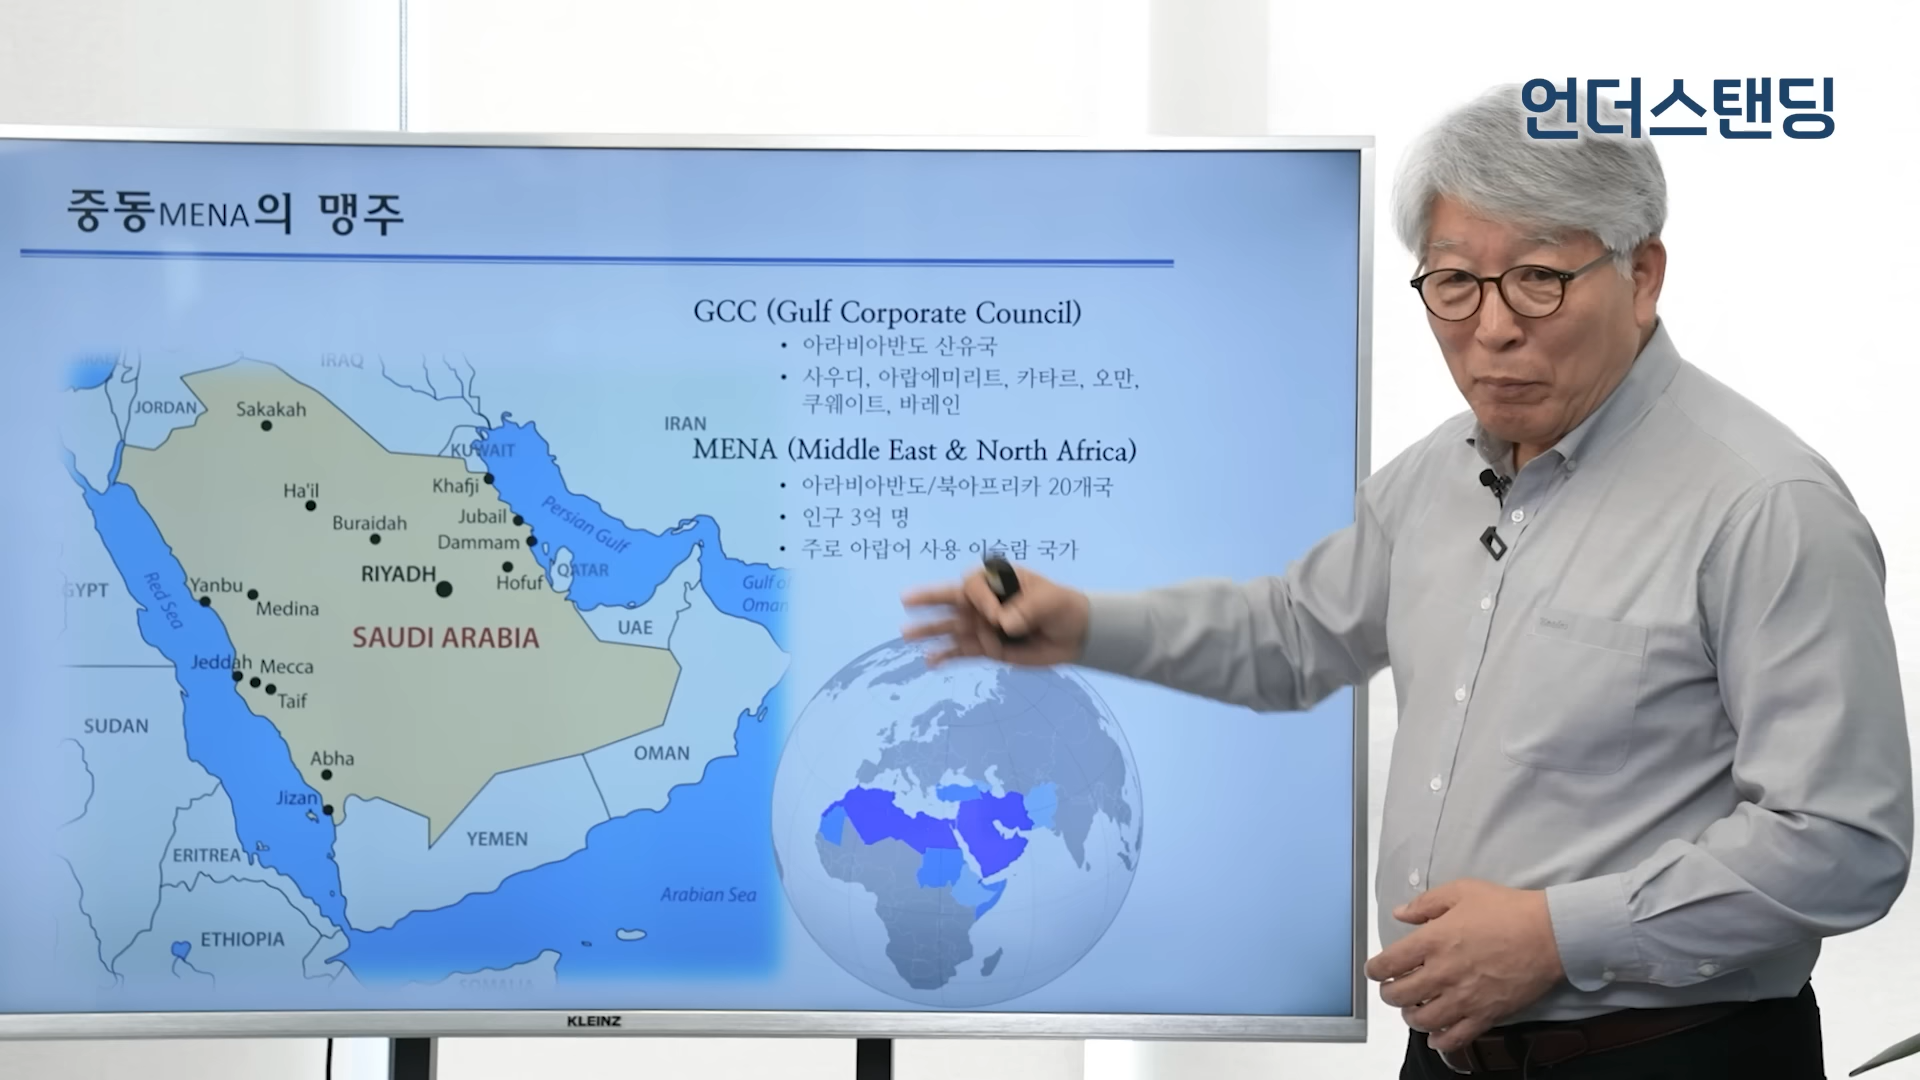 언더스탠딩
중동MENA의 맹주
GCC (Gulf Corporate Council)
• 아라비아반도 산유국
• 사우디, 아랍에미리트, 카타르, 오만,
쿠웨이트, 바레인
MENA (Middle East & North Africa)
• 아라비아반도/북아프리카 20개국
• 인구 3억 명
• 주로 아랍어 사용 이슬람 국가
IRAQ
JORDAN
Sakakah
IRAN
KUWAIT
Khafji
Ha'il
Buraidah
Jubail
Persian Gulf
Dammam
RIYADH
Hofuf
QATAR
GYPT
Red Sea
Yanbu
Medina
Gulf o
Oman
UAE
SAUDI ARABIA
Jeddah
Mecca
Taif
SUDAN
OMAN
Abha
Jizan
YEMEN
ERITREA
Arabian Sea
ETHIOPIA
SOMALIA
KLEINZ